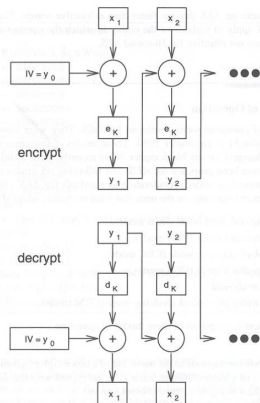 x 1 x 2
IV = y 0 + +
e K e K
encrypt
y 1 y 2
y 1 y 2
decrypt
d K d K
IV = y 0 + +
x 1 x 2